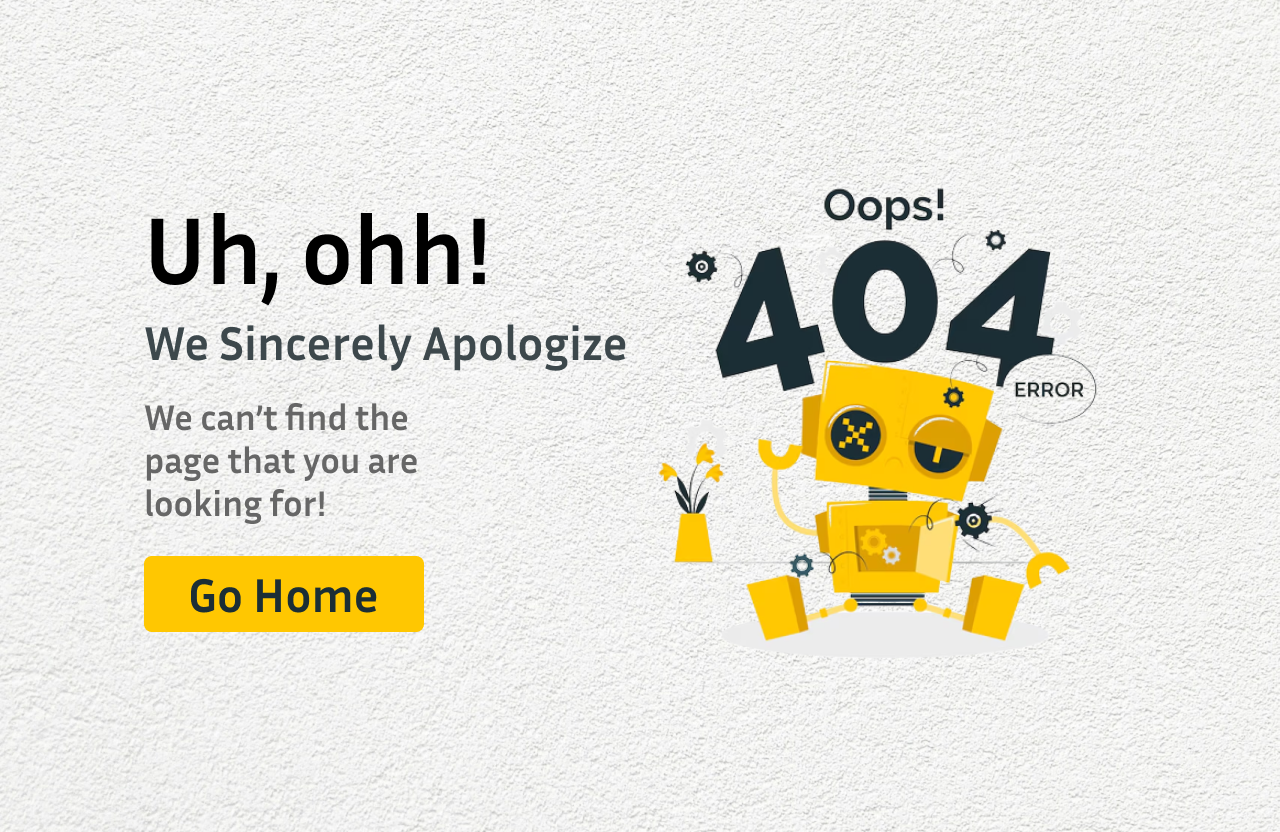 Uh, ohh!
We Sincerely Apologize
We can’t find the
page that you are
looking for!
Go Home
Oops!
404
ERROR